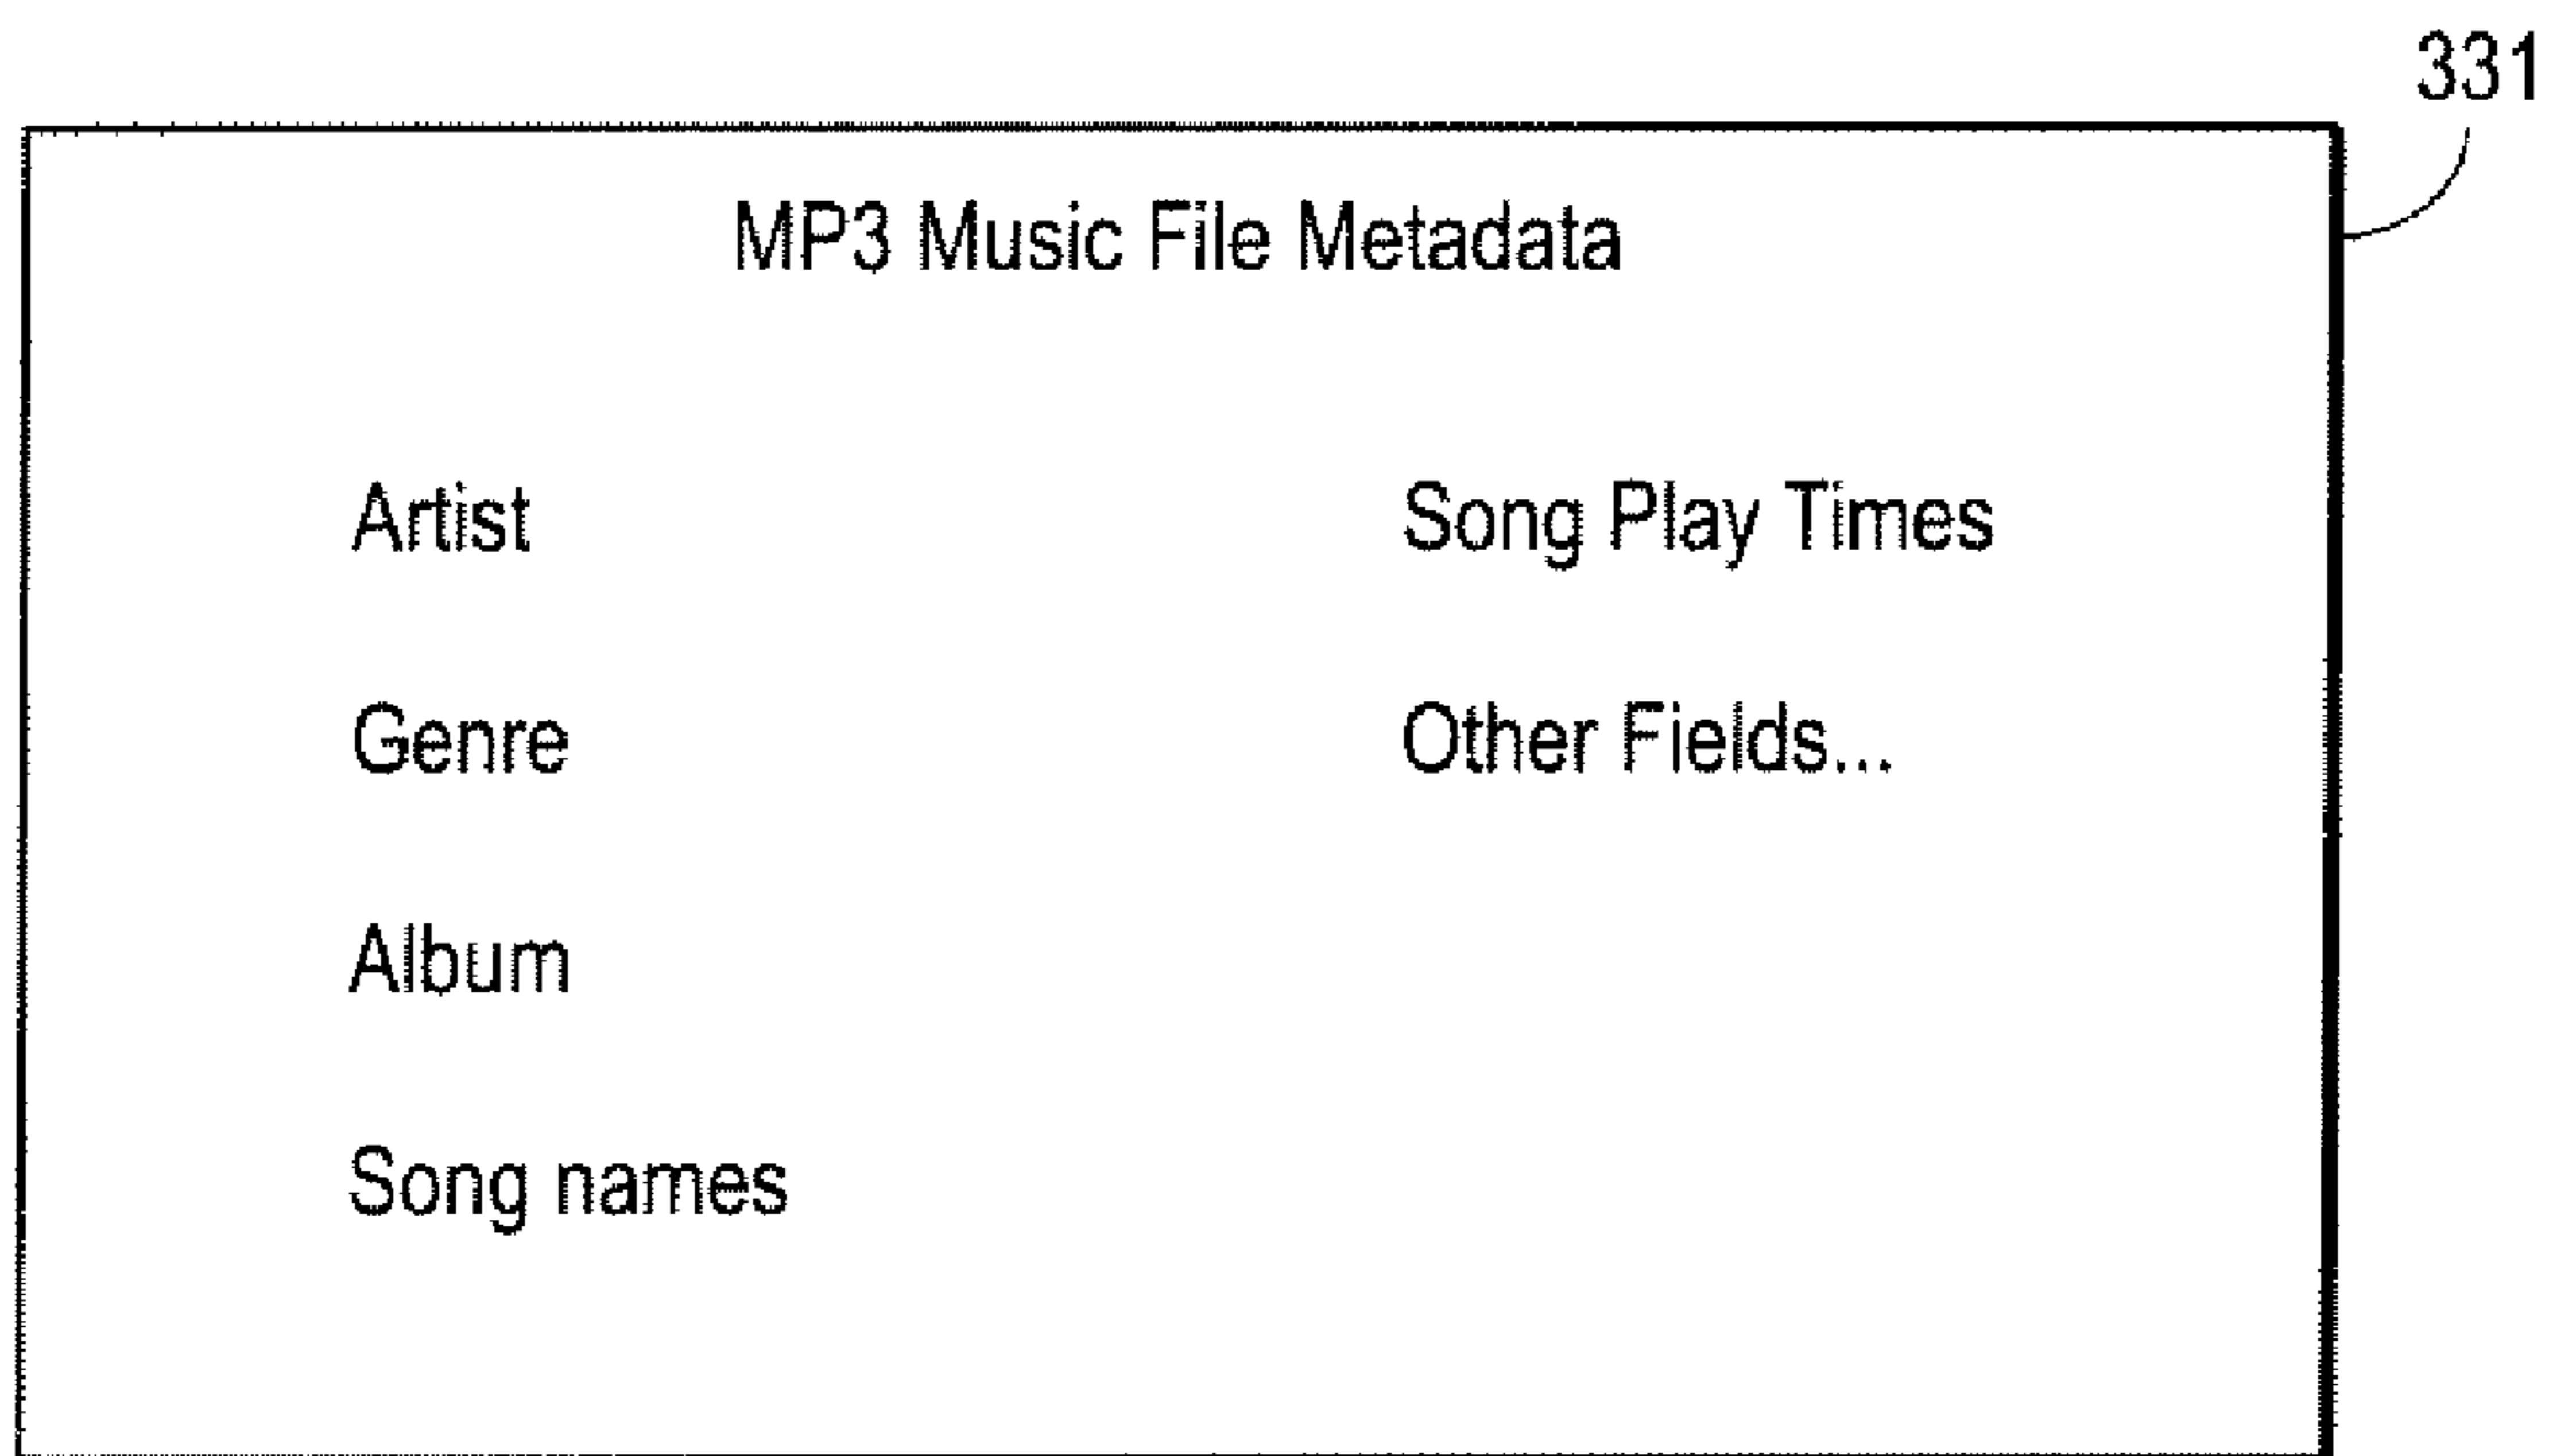 331
MP3 Music File Metadata
Artist
Genre
Album
Song names
Song Play Times
Other Fields...